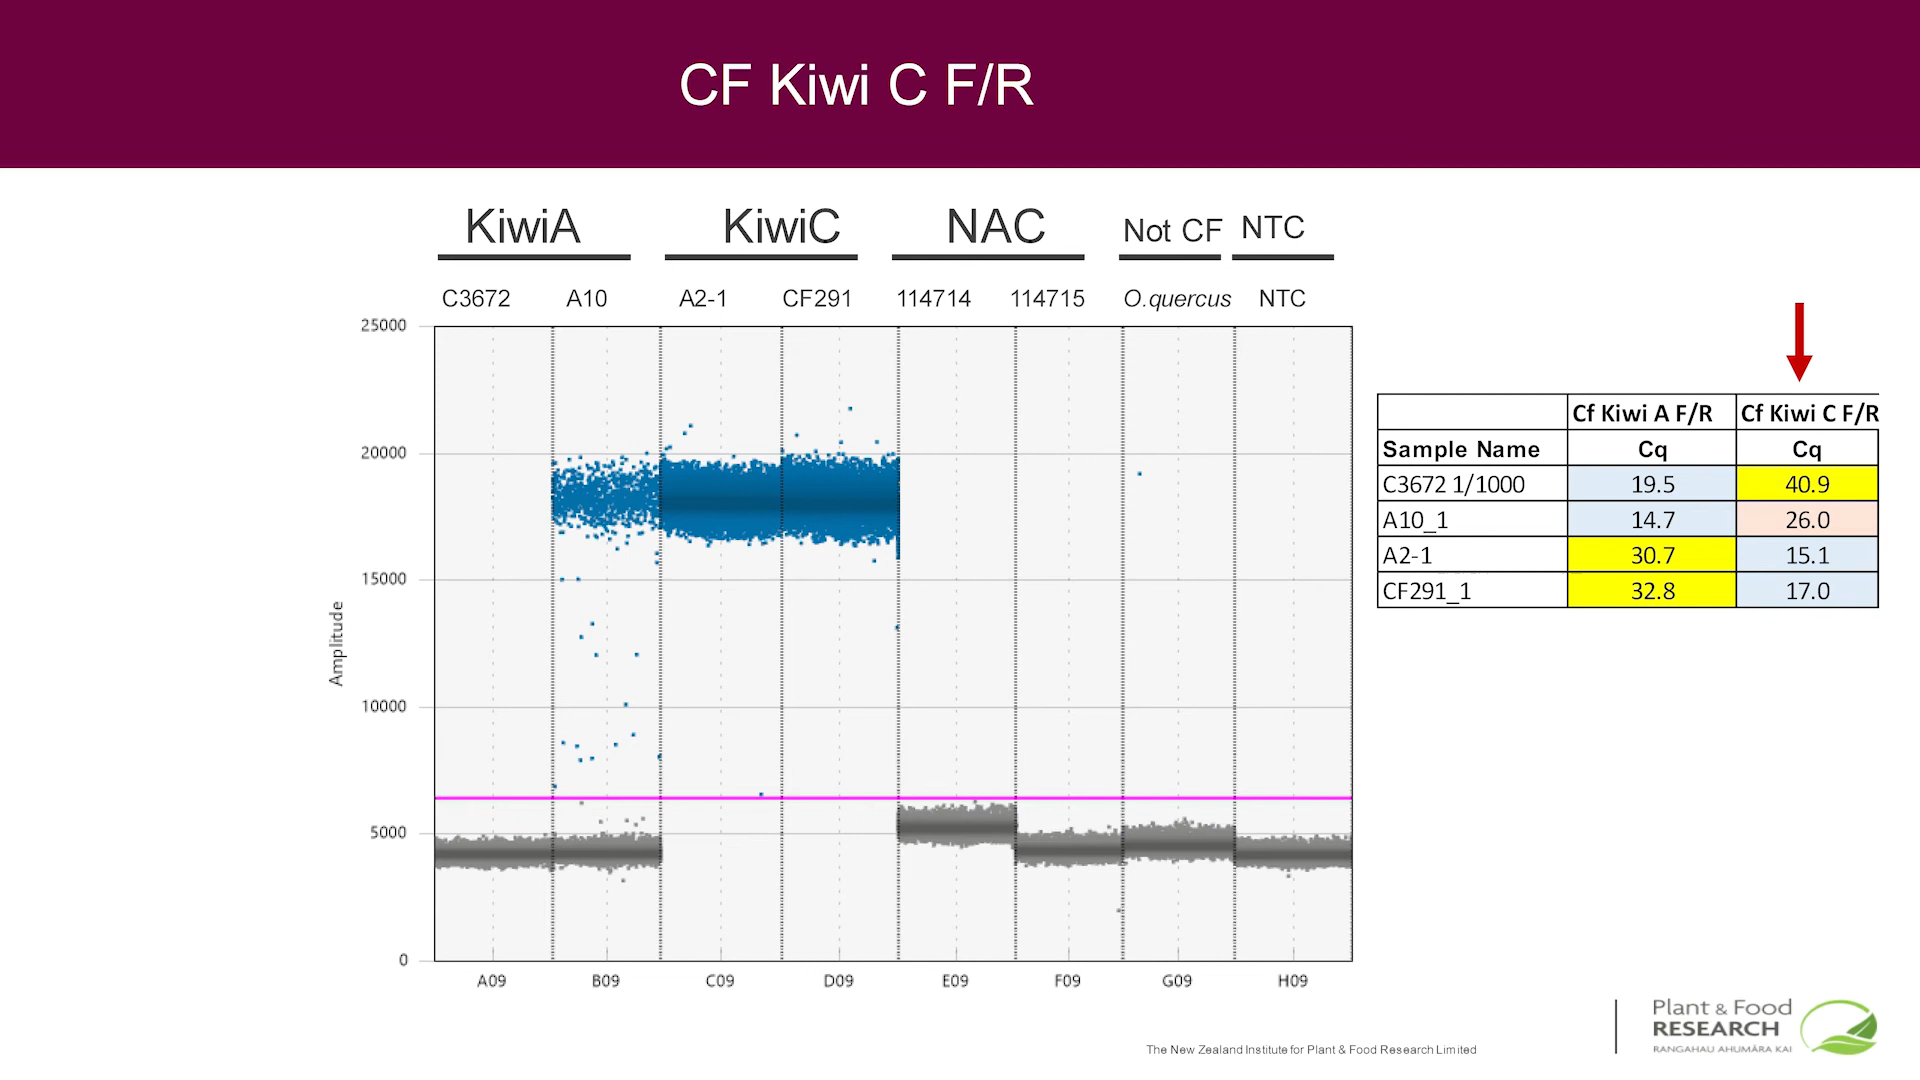 CF Kiwi C F/R
KiwiA KiwiC NAC Not CF NTC
C3672 A10 A2-1 CF291 114714 114715 O.quercus NTC
25000
20000
15000
10000
5000
0
Amplitude
A09 B09 C09 D09 E09 F09 G09 H09
Cf Kiwi A F/R Cf Kiwi C F/R
Sample Name Cq Cq
C3672 1/1000 19.5 40.9
A10_1 14.7 26.0
A2-1 30.7 15.1
CF291_1 32.8 17.0
The New Zealand Institute for Plant & Food Research Limited
Plant & Food
RESEARCH
RANGAHAU AHUMĀRA KAI